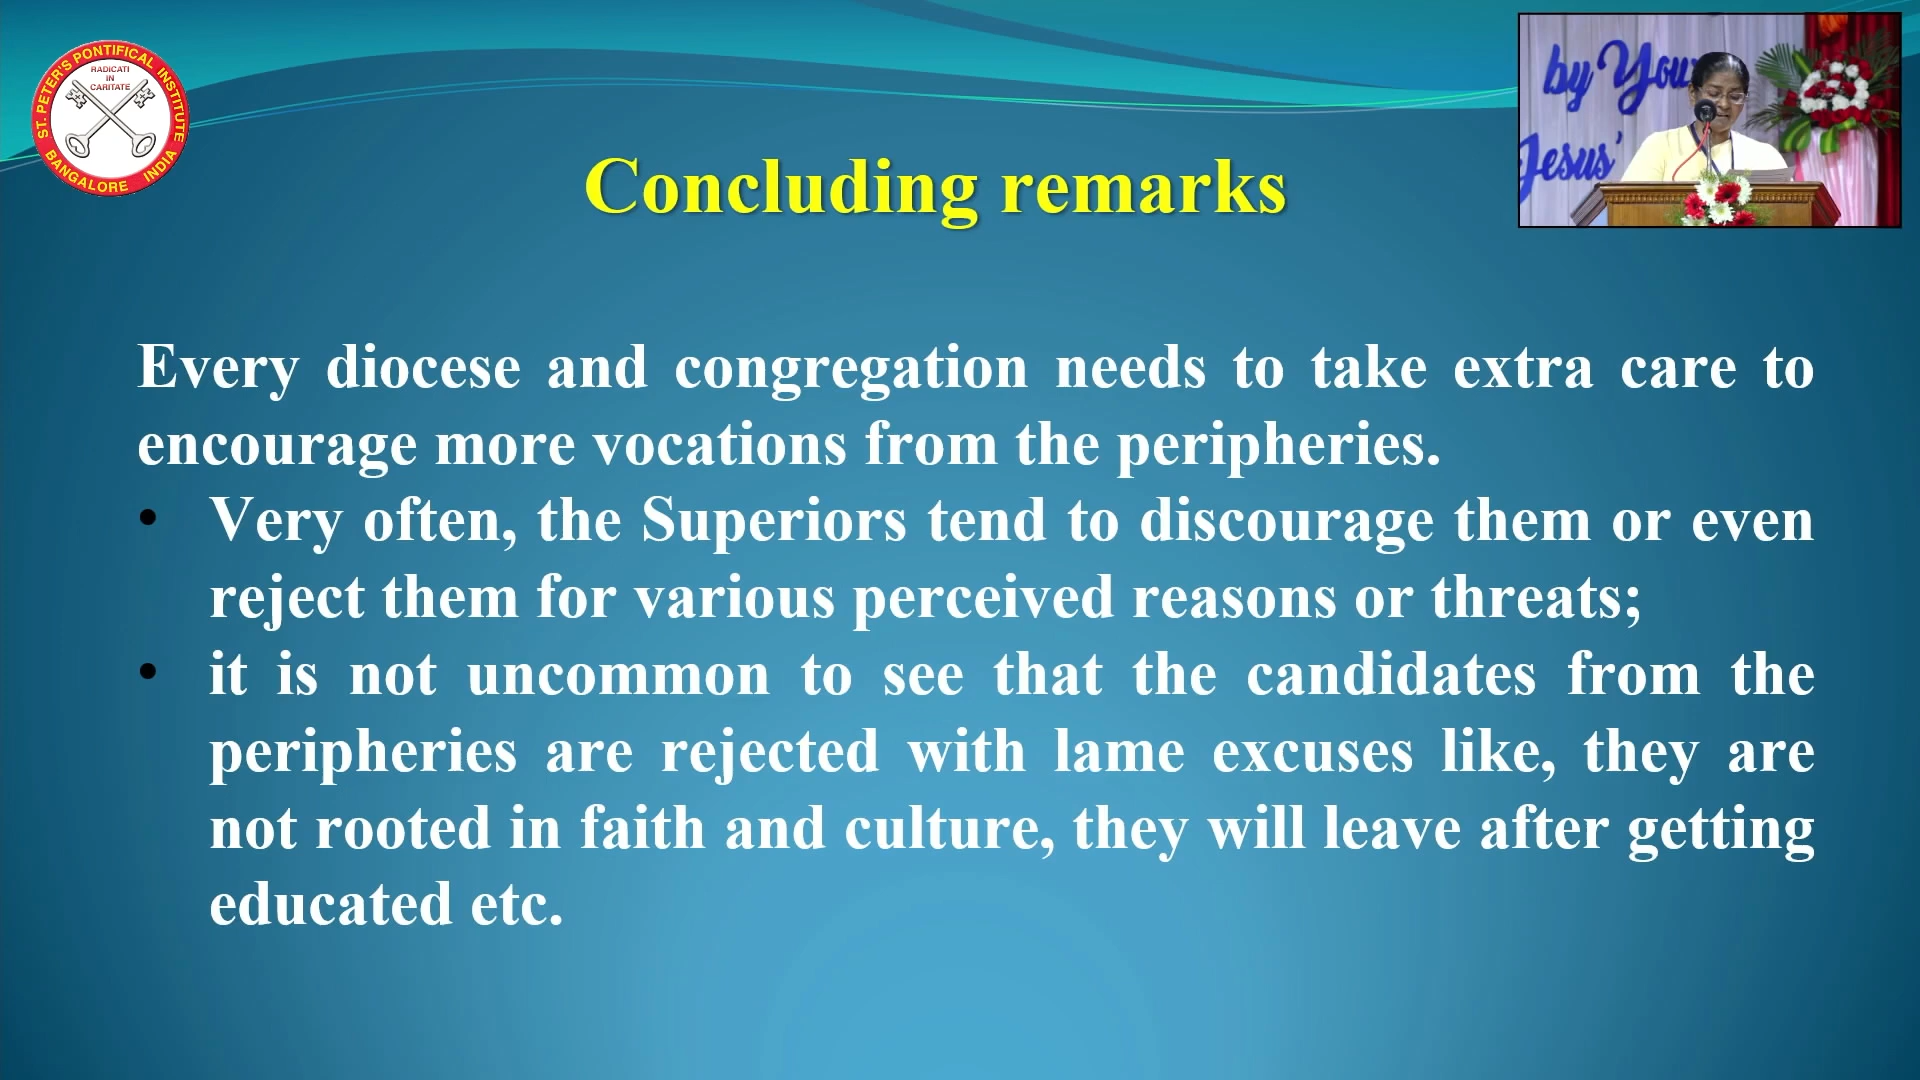 ST. PETER'S PONTIFICAL INSTITUTE
RADICATI
IN
CARITATE
BANGALORE INDIA
by Your
Jesus'
Concluding remarks
Every diocese and congregation needs to take extra care to
encourage more vocations from the peripheries.
• Very often, the Superiors tend to discourage them or even
reject them for various perceived reasons or threats;
• it is not uncommon to see that the candidates from the
peripheries are rejected with lame excuses like, they are
not rooted in faith and culture, they will leave after getting
educated etc.